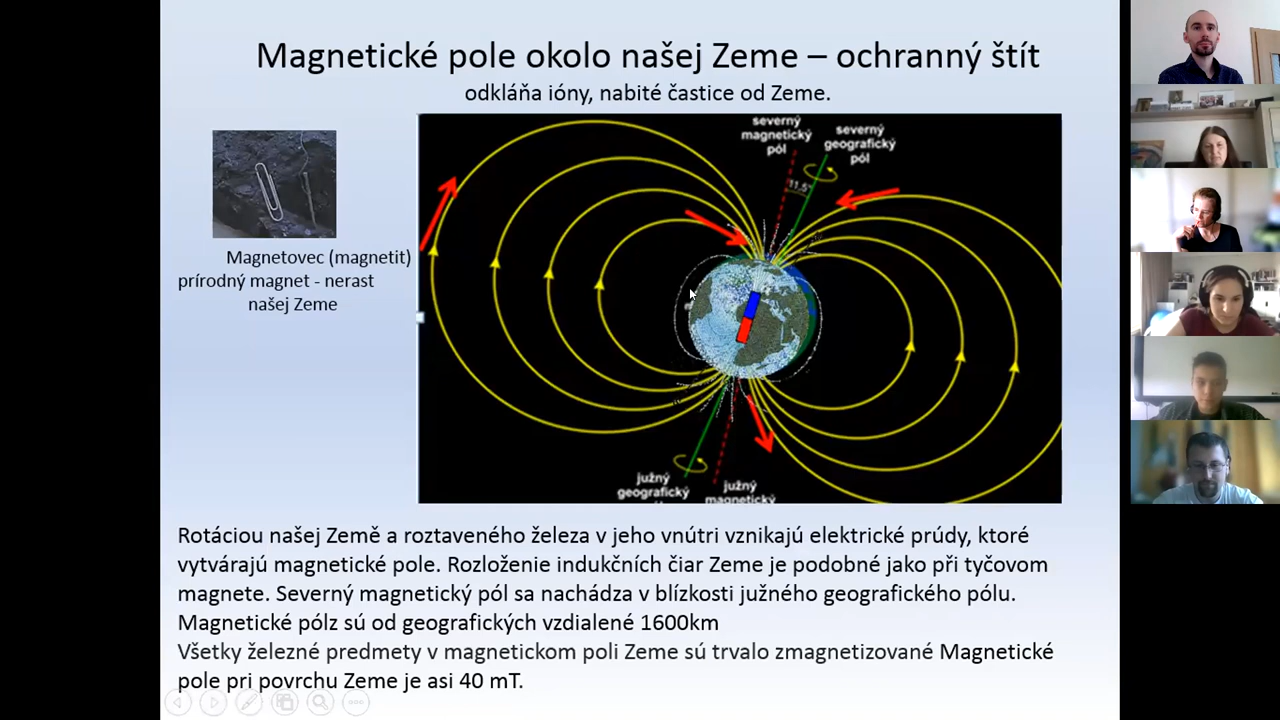 Magnetické pole okolo našej Zeme – ochranný štít
odkláňa ióny, nabité častice od Zeme.
severný
magnetický
pól
severný
geografický
pól
11,5°
Magnetovec (magnetit)
prírodný magnet - nerast
našej Zeme
južný
geografický
južný
magnetický
Rotáciou našej Země a roztaveného železa v jeho vnútri vznikajú elektrické prúdy, ktoré
vytvárajú magnetické pole. Rozloženie indukčních čiar Zeme je podobné jako při tyčovom
magnete. Severný magnetický pól sa nachádza v blízkosti južného geografického pólu.
Magnetické pólz sú od geografických vzdialené 1600km
Všetky železné predmety v magnetickom poli Zeme sú trvalo zmagnetizované Magnetické
pole pri povrchu Zeme je asi 40 mT.